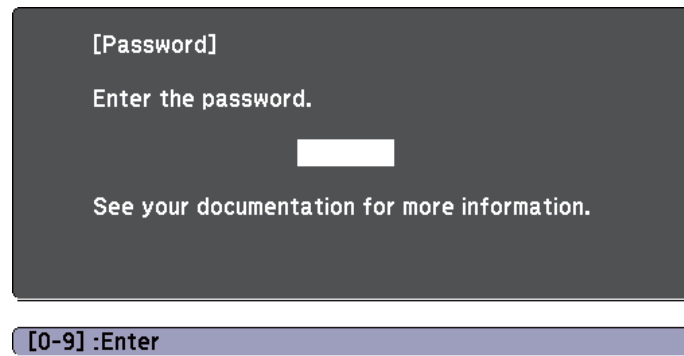 [Password]
Enter the password.
See your documentation for more information.
[0-9] :Enter